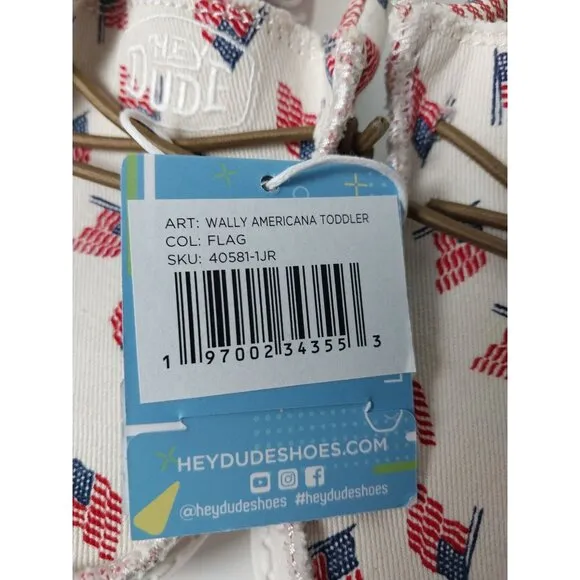 HEY
DUDE
ART: WALLY AMERICANA TODDLER
COL: FLAG
SKU: 40581-1JR
1 97002 34355 3
HEYDUDESHOES.COM
@heydudeshoes #heydudeshoes